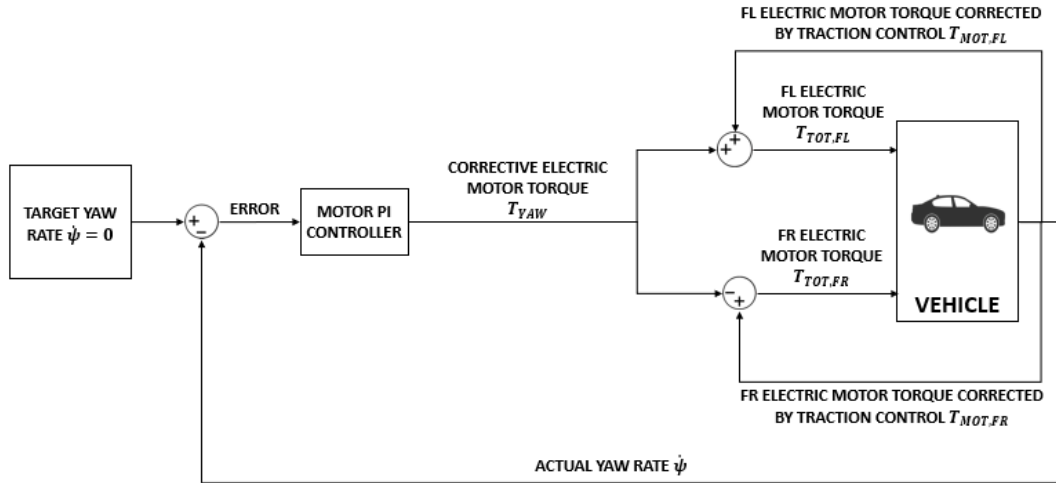 FL ELECTRIC MOTOR TORQUE CORRECTED
BY TRACTION CONTROL T_{MOT,FL}
FL ELECTRIC
MOTOR TORQUE
T_{TOT,FL}
+ +
CORRECTIVE ELECTRIC
MOTOR TORQUE
T_{YAW}
TARGET YAW
RATE ψ̇ = 0
+
−
ERROR
MOTOR PI
CONTROLLER
FR ELECTRIC
MOTOR TORQUE
T_{TOT,FR}
− +
VEHICLE
FR ELECTRIC MOTOR TORQUE CORRECTED
BY TRACTION CONTROL T_{MOT,FR}
ACTUAL YAW RATE ψ̇